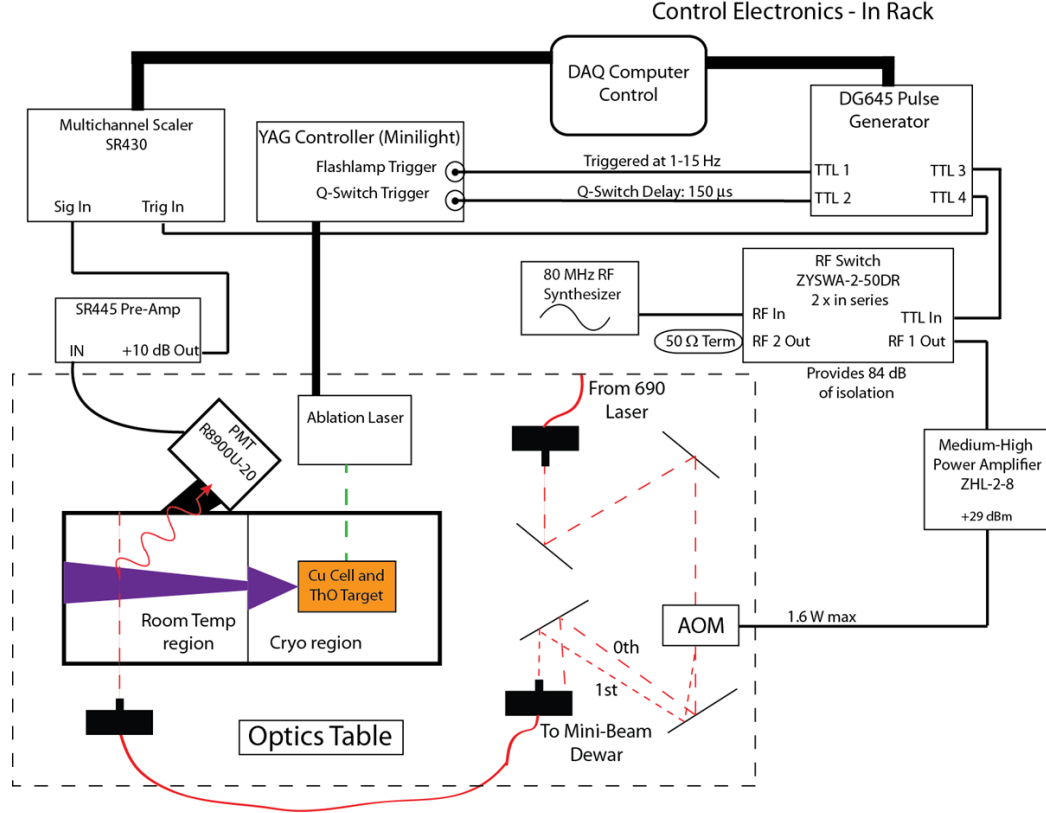 Control Electronics - In Rack
DAQ Computer
Control
Multichannel Scaler
SR430
Sig In
Trig In
YAG Controller (Minilight)
Flashlamp Trigger
Q-Switch Trigger
Triggered at 1-15 Hz
Q-Switch Delay: 150 μs
DG645 Pulse
Generator
TTL 1
TTL 3
TTL 2
TTL 4
80 MHz RF
Synthesizer
RF Switch
ZYSWA-2-50DR
2 x in series
RF In
TTL In
50 Ω Term
RF 2 Out
RF 1 Out
Provides 84 dB
of isolation
SR445 Pre-Amp
IN
+10 dB Out
From 690
Laser
Ablation Laser
PMT
R8900U-20
Medium-High
Power Amplifier
ZHL-2-8
+29 dBm
Cu Cell and
ThO Target
Room Temp
region
Cryo region
AOM
1.6 W max
0th
1st
To Mini-Beam
Dewar
Optics Table